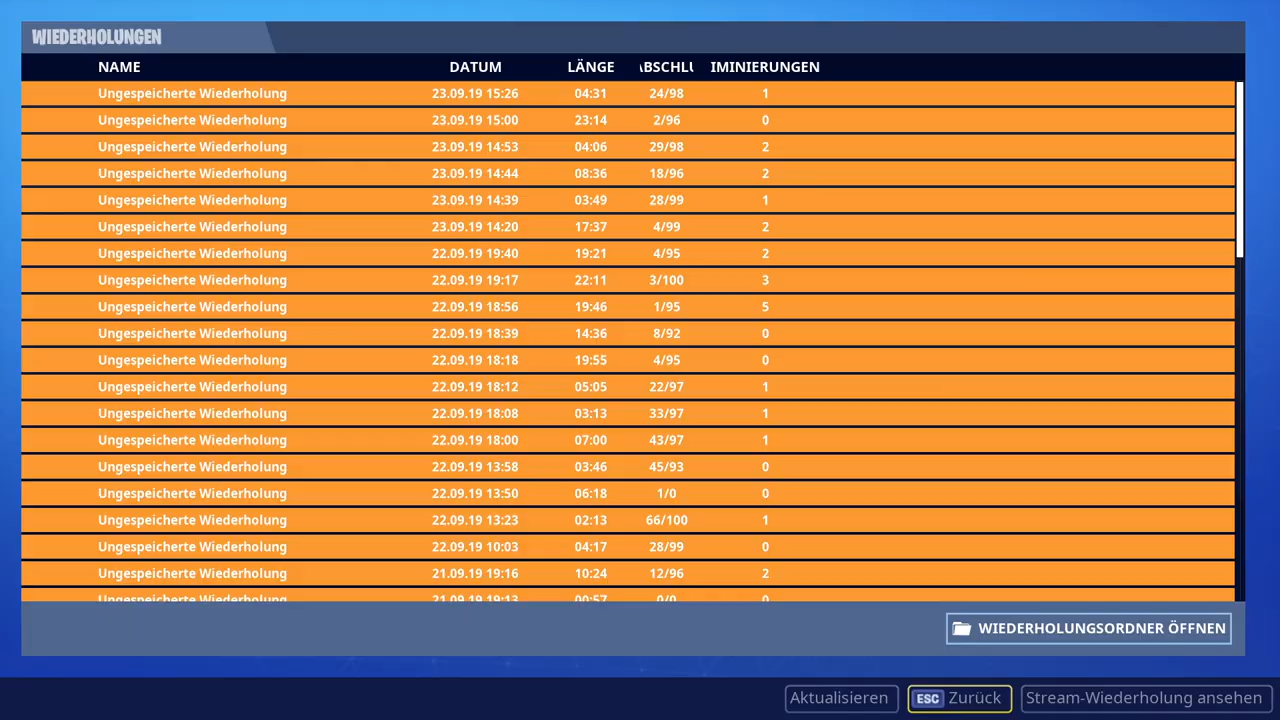 WIEDERHOLUNGEN
NAME DATUM LÄNGE ABSCHLU IMINIERUNGEN
Ungespeicherte Wiederholung 23.09.19 15:26 04:31 24/98 1
Ungespeicherte Wiederholung 23.09.19 15:00 23:14 2/96 0
Ungespeicherte Wiederholung 23.09.19 14:53 04:06 29/98 2
Ungespeicherte Wiederholung 23.09.19 14:44 08:36 18/96 2
Ungespeicherte Wiederholung 23.09.19 14:39 03:49 28/99 1
Ungespeicherte Wiederholung 23.09.19 14:20 17:37 4/99 2
Ungespeicherte Wiederholung 22.09.19 19:40 19:21 4/95 2
Ungespeicherte Wiederholung 22.09.19 19:17 22:11 3/100 3
Ungespeicherte Wiederholung 22.09.19 18:56 19:46 1/95 5
Ungespeicherte Wiederholung 22.09.19 18:39 14:36 8/92 0
Ungespeicherte Wiederholung 22.09.19 18:18 19:55 4/95 0
Ungespeicherte Wiederholung 22.09.19 18:12 05:05 22/97 1
Ungespeicherte Wiederholung 22.09.19 18:08 03:13 33/97 1
Ungespeicherte Wiederholung 22.09.19 18:00 07:00 43/97 1
Ungespeicherte Wiederholung 22.09.19 13:58 03:46 45/93 0
Ungespeicherte Wiederholung 22.09.19 13:50 06:18 1/0 0
Ungespeicherte Wiederholung 22.09.19 13:23 02:13 66/100 1
Ungespeicherte Wiederholung 22.09.19 10:03 04:17 28/99 0
Ungespeicherte Wiederholung 21.09.19 19:16 10:24 12/96 2
Ungespeicherte Wiederholung 21.09.19 19:13 00:57 0/0 0
WIEDERHOLUNGSORDNER ÖFFNEN
Aktualisieren ESC Zurück Stream-Wiederholung ansehen